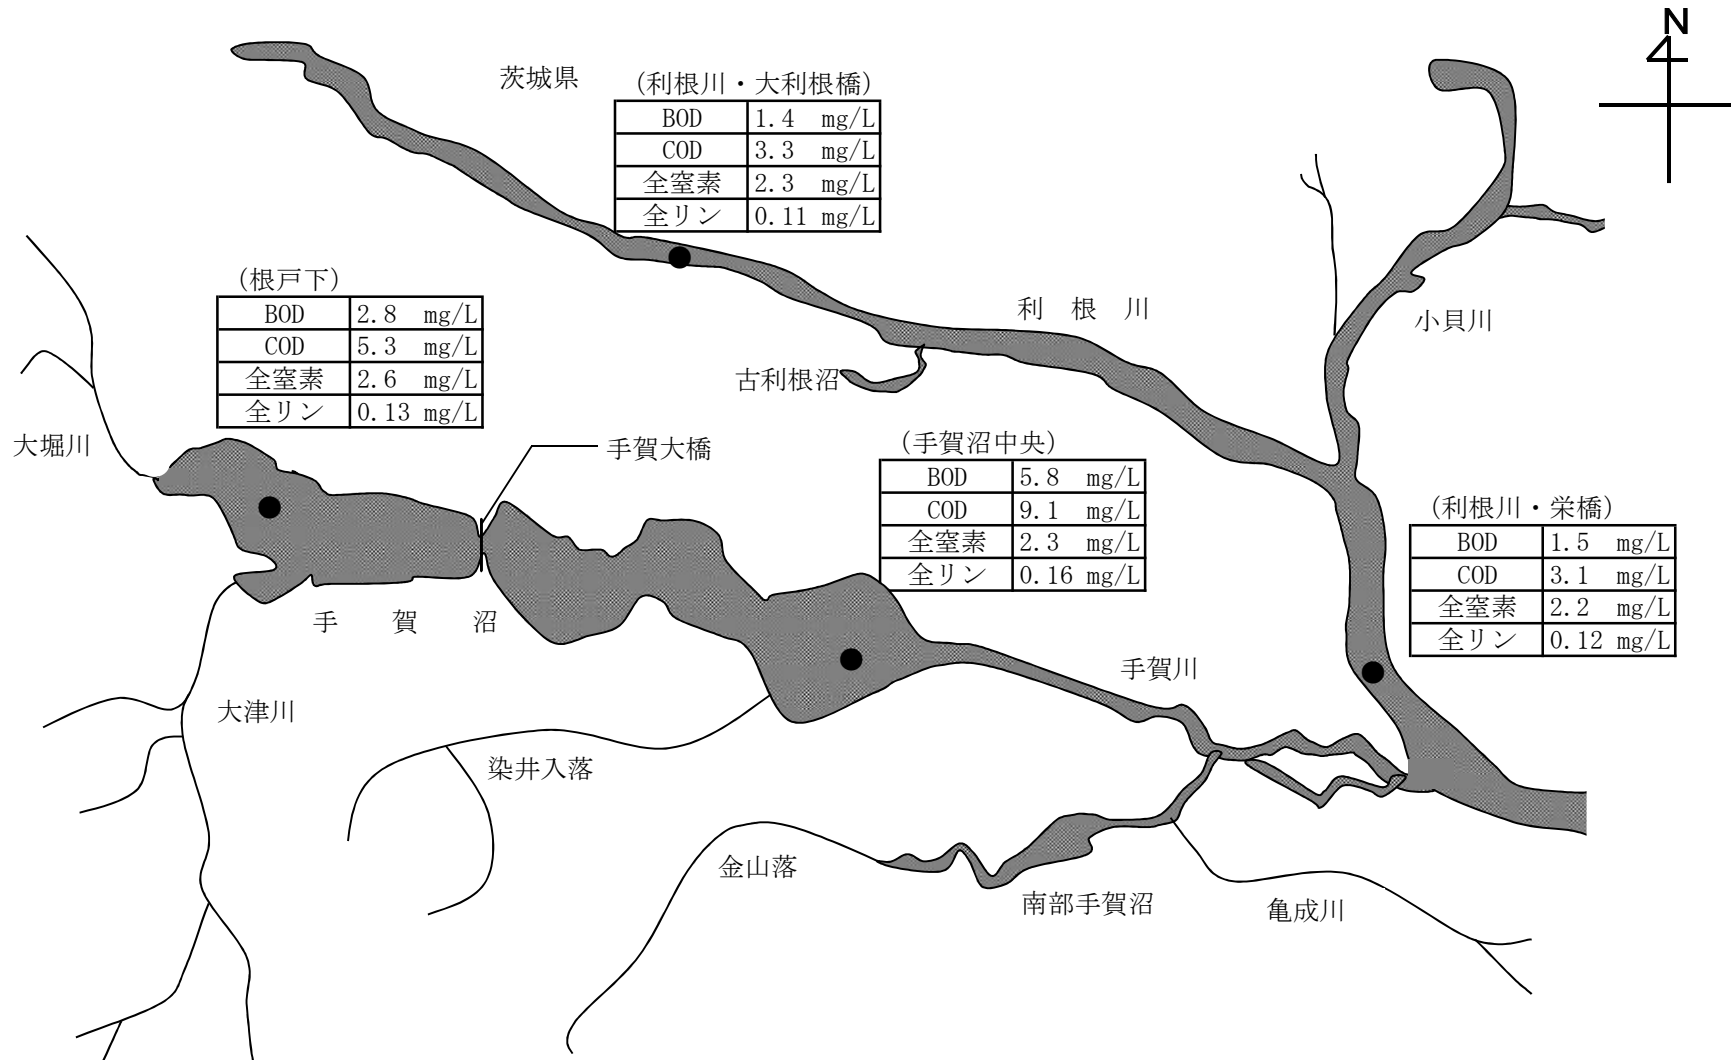 N
茨城県
(利根川・大利根橋)
BOD 1.4 mg/L
COD 3.3 mg/L
全窒素 2.3 mg/L
全リン 0.11 mg/L
(根戸下)
BOD 2.8 mg/L
COD 5.3 mg/L
全窒素 2.6 mg/L
全リン 0.13 mg/L
利根川
小貝川
古利根沼
大堀川
手賀大橋
(手賀沼中央)
BOD 5.8 mg/L
COD 9.1 mg/L
全窒素 2.3 mg/L
全リン 0.16 mg/L
(利根川・栄橋)
BOD 1.5 mg/L
COD 3.1 mg/L
全窒素 2.2 mg/L
全リン 0.12 mg/L
手賀沼
手賀川
大津川
染井入落
金山落
南部手賀沼
亀成川